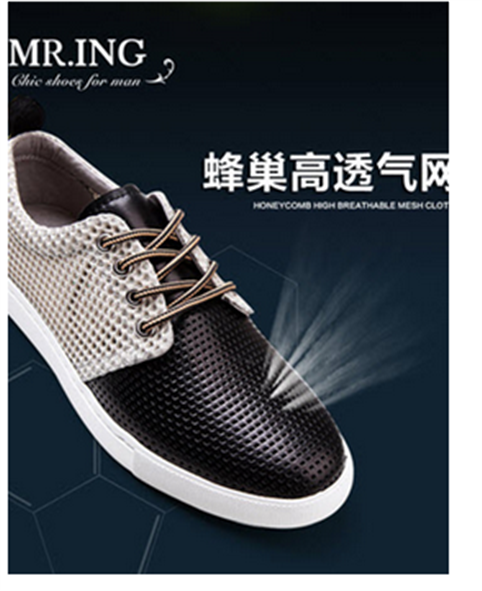 MR.ING
Chic shoes for man
蜂巢高透气网
HONEYCOMB HIGH BREATHABLE MESH CLOT